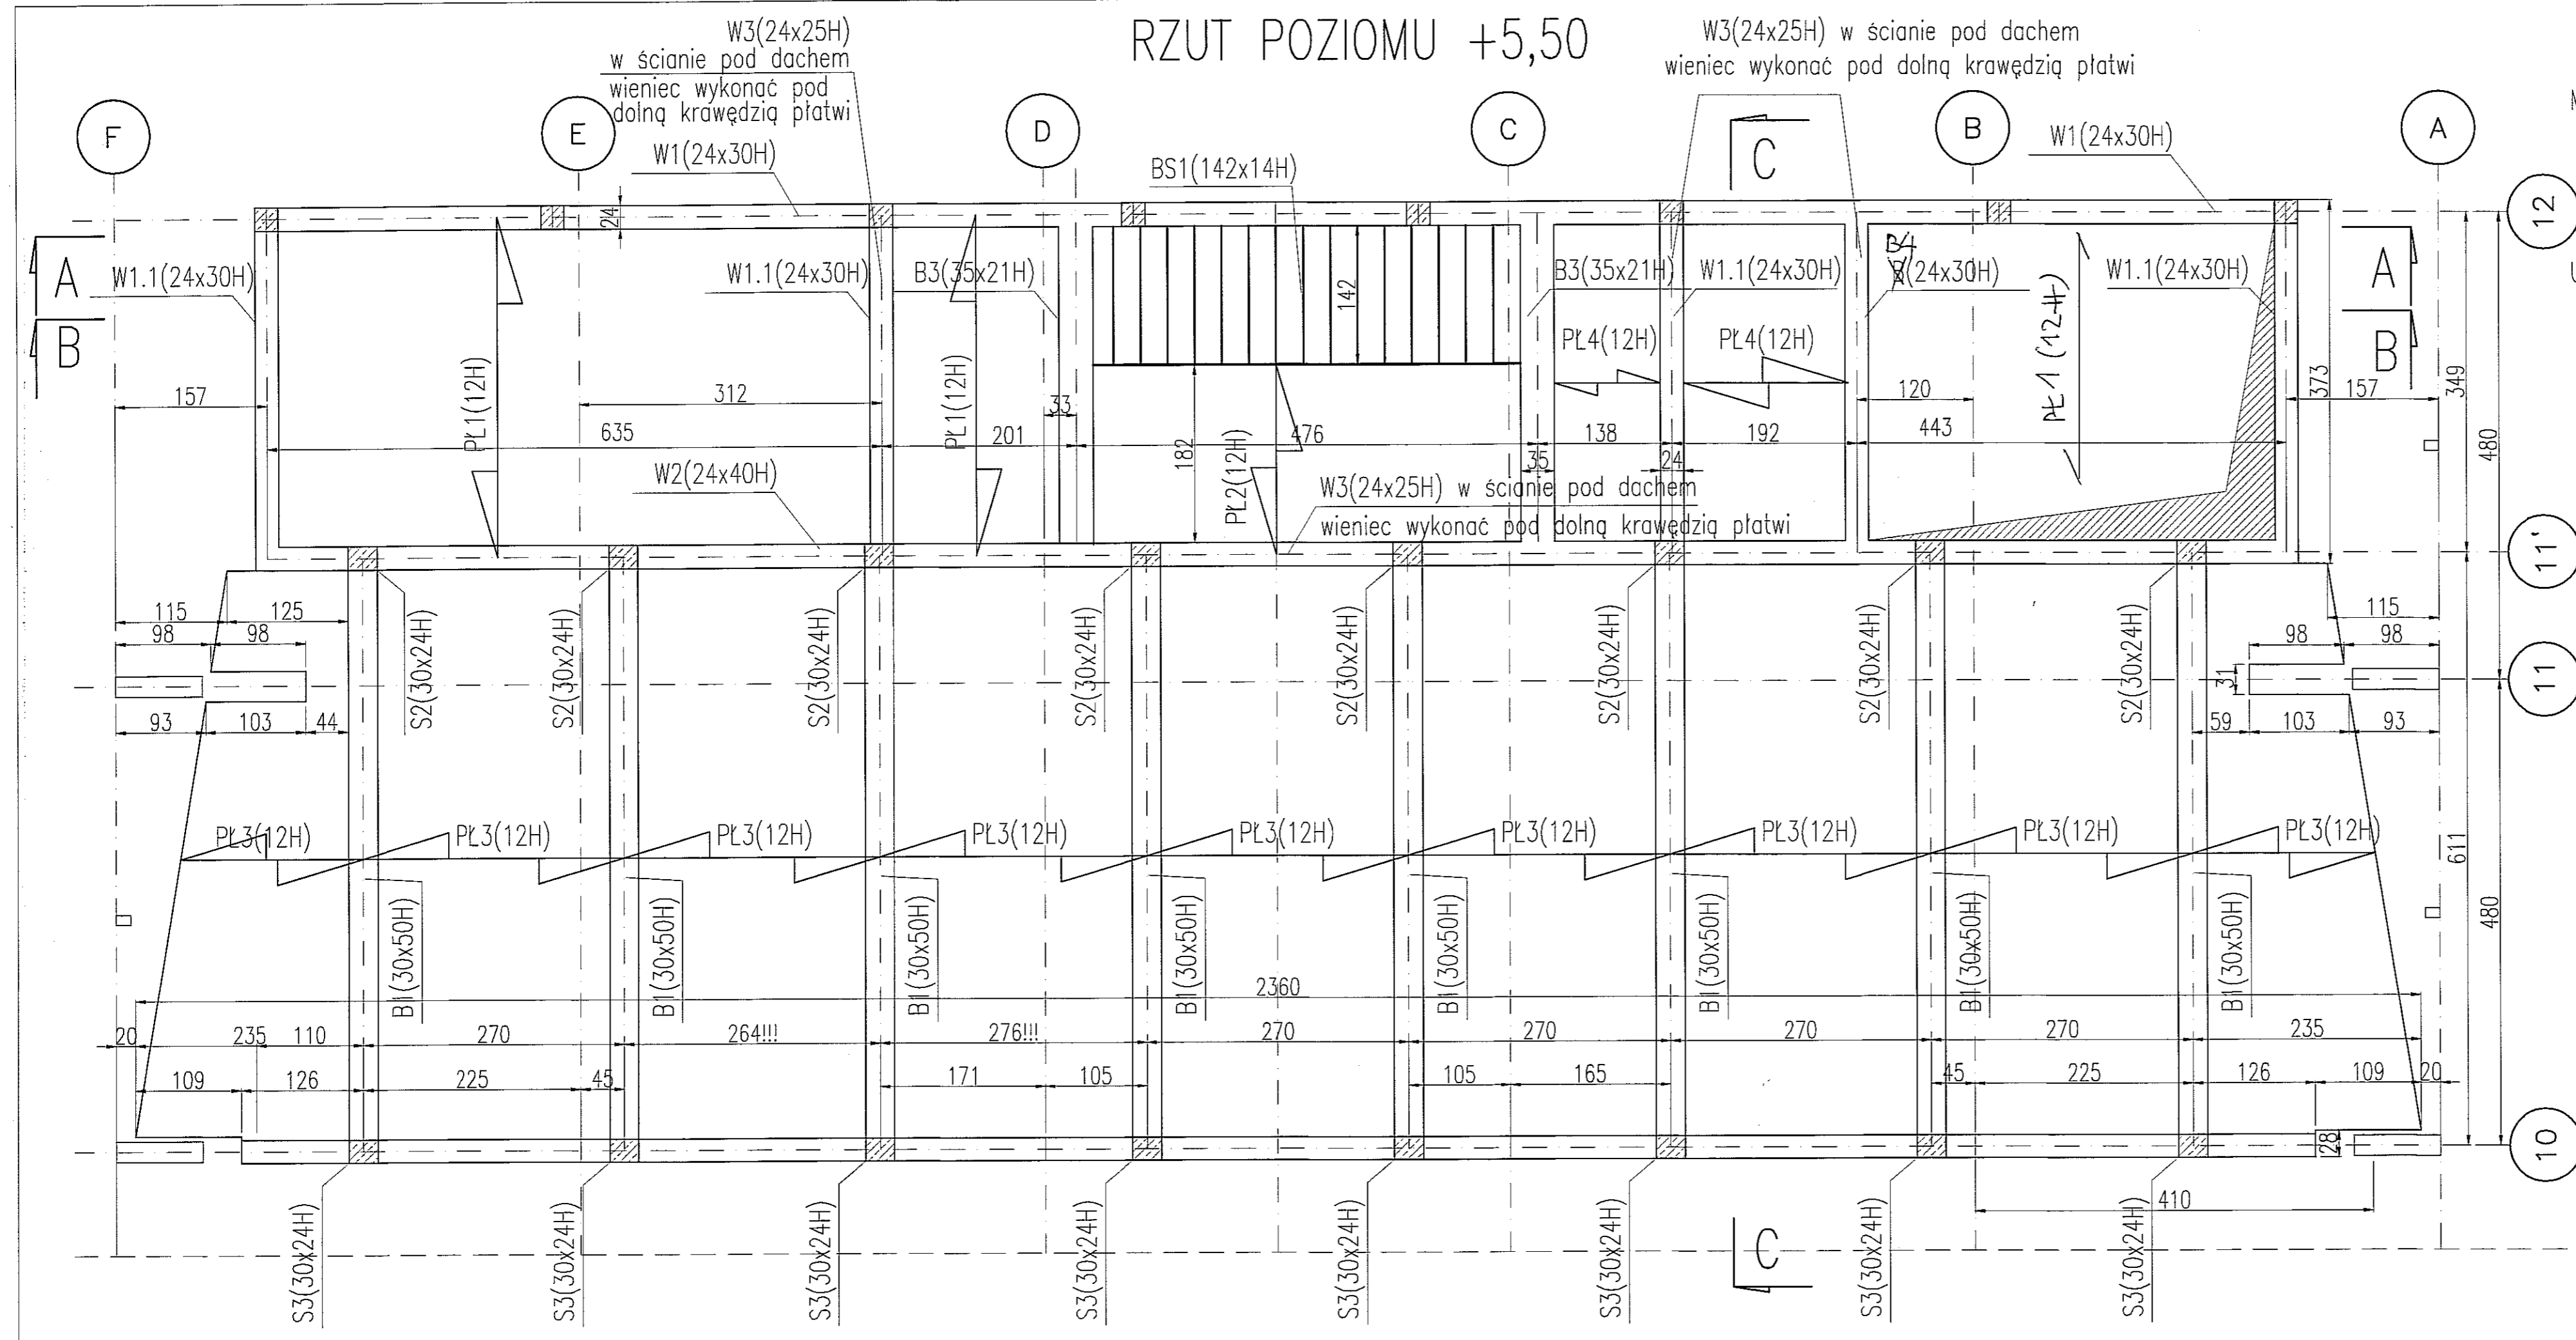 RZUT POZIOMU +5,50
W3(24x25H)
w ścianie pod dachem
wieniec wykonać pod
dolną krawędzią płatwi
W3(24x25H) w ścianie pod dachem
wieniec wykonać pod dolną krawędzią płatwi
F
E
D
C
B
A
W1(24x30H)
BS1(142x14H)
C
W1(24x30H)
12
24
A
B
W1.1(24x30H)
W1.1(24x30H)
B3(35x21H)
142
B3(35x21H)
W1.1(24x30H)
B4
(24x30H)
PŁ1 (12H)
W1.1(24x30H)
A
B
PŁ4(12H)
PŁ4(12H)
157
312
33
120
373
157
349
480
PŁ1(12H)
635
PŁ1(12H)
201
476
138
192
443
182
PŁ2(12H)
35
24
W2(24x40H)
W3(24x25H) w ścianie pod dachem
wieniec wykonać pod dolną krawędzią płatwi
11'
115
125
98
98
115
98
98
S2(30x24H)
S2(30x24H)
S2(30x24H)
S2(30x24H)
S2(30x24H)
S2(30x24H)
S2(30x24H)
S2(30x24H)
31
11
93
103
44
59
103
93
PŁ3(12H)
PŁ3(12H)
PŁ3(12H)
PŁ3(12H)
PŁ3(12H)
PŁ3(12H)
PŁ3(12H)
PŁ3(12H)
PŁ3(12H)
611
480
B1(30x50H)
B1(30x50H)
B1(30x50H)
B1(30x50H)
B1(30x50H)
B1(30x50H)
B1(30x50H)
B1(30x50H)
2360
20
235
110
270
264!!!
276!!!
270
270
270
270
235
109
126
225
45
171
105
105
165
45
225
126
109
20
28
10
410
S3(30x24H)
S3(30x24H)
S3(30x24H)
S3(30x24H)
S3(30x24H)
S3(30x24H)
S3(30x24H)
S3(30x24H)
C